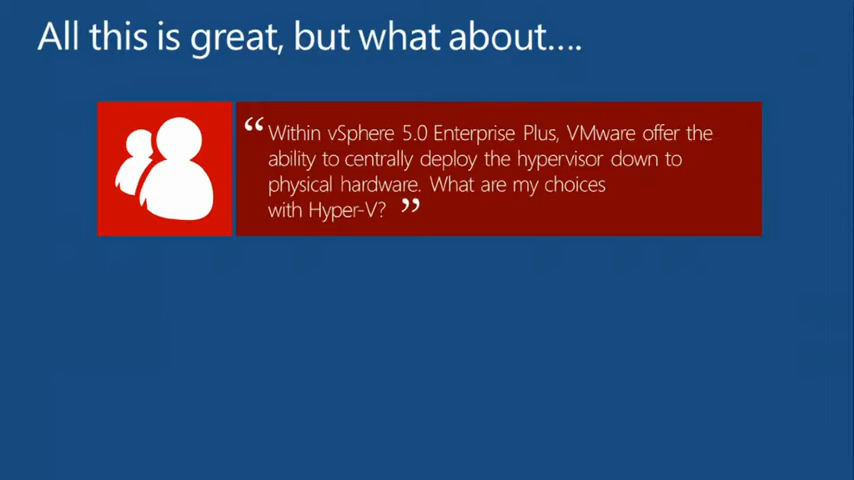 All this is great, but what about....
“ Within vSphere 5.0 Enterprise Plus, VMware offer the
ability to centrally deploy the hypervisor down to
physical hardware. What are my choices
with Hyper-V? ”